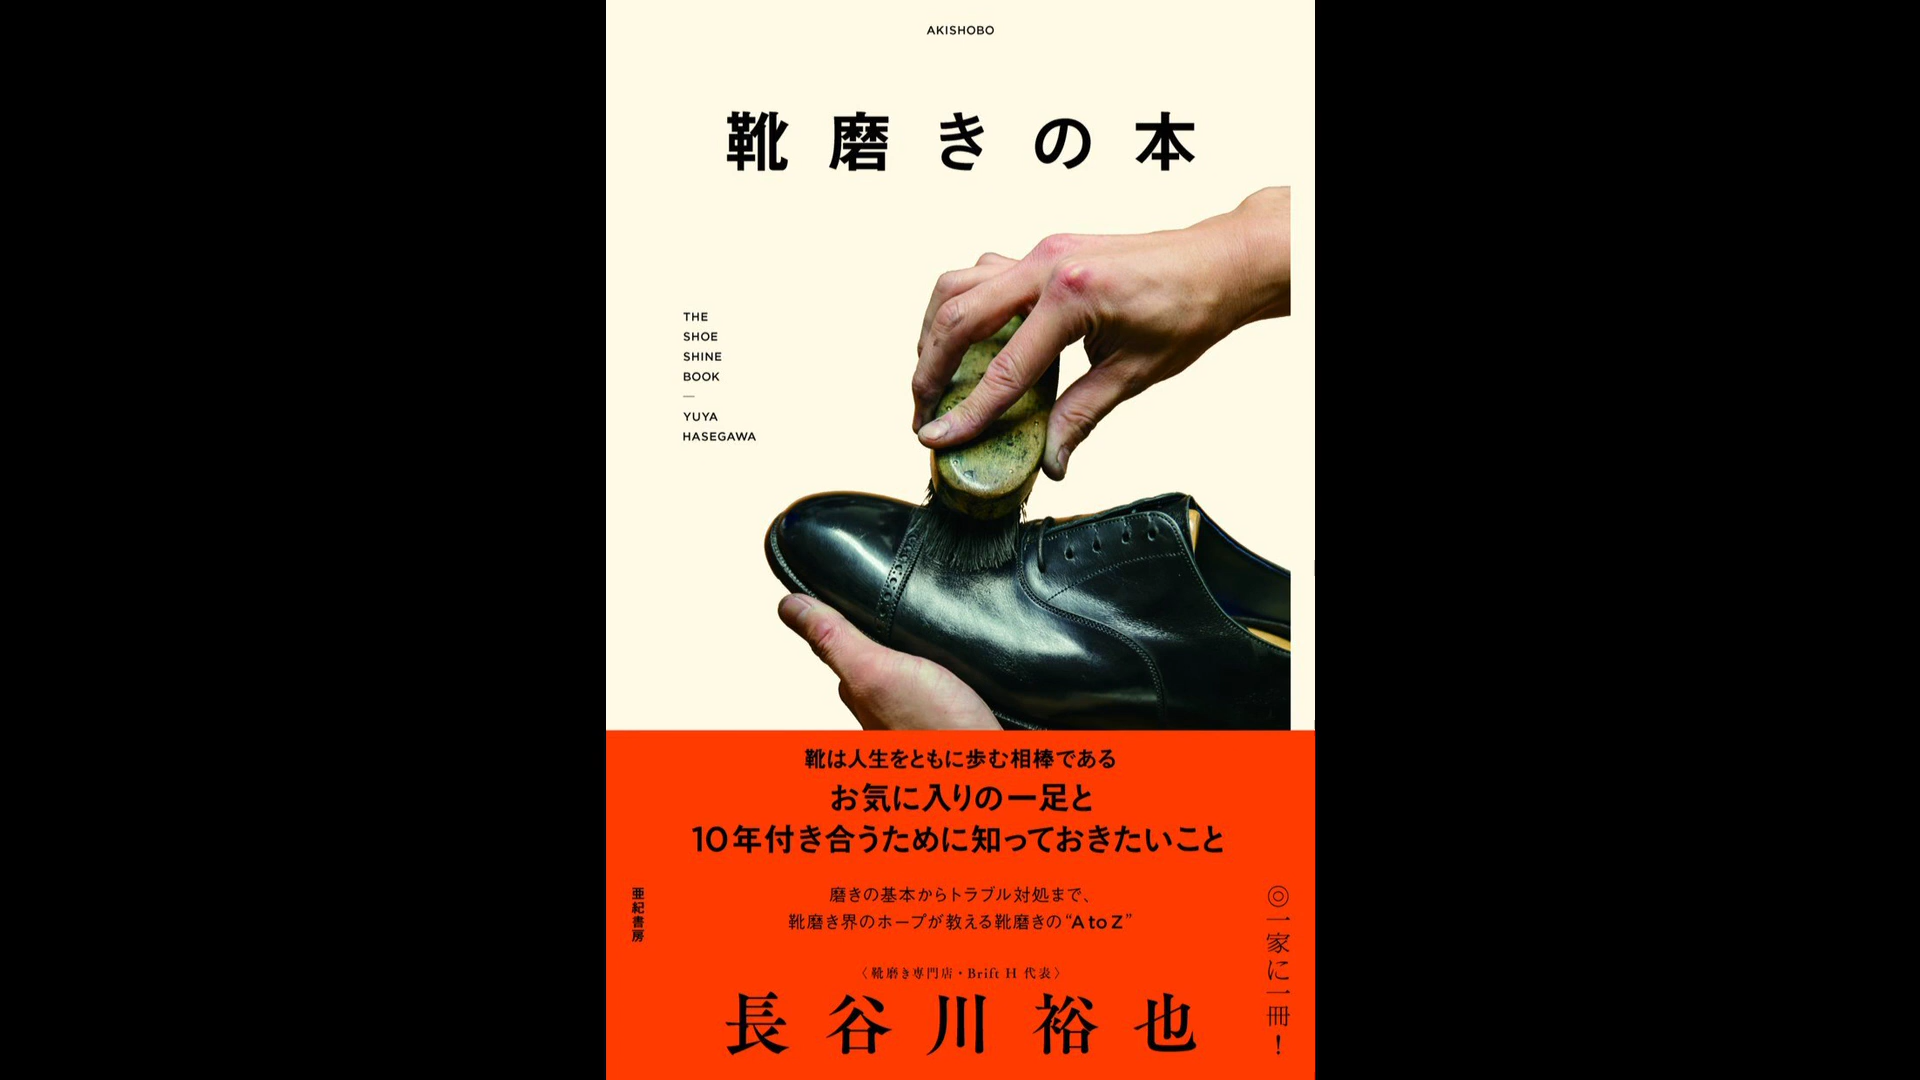 AKISHOBO
靴磨きの本
THE
SHOE
SHINE
BOOK
—
YUYA
HASEGAWA
靴は人生をともに歩む相棒である
お気に入りの一足と
10年付き合うために知っておきたいこと
磨きの基本からトラブル対処まで、
靴磨き界のホープが教える靴磨きの“A to Z”
〈靴磨き専門店・Brift H 代表〉
長谷川裕也
亜紀書房
◎一家に一冊！